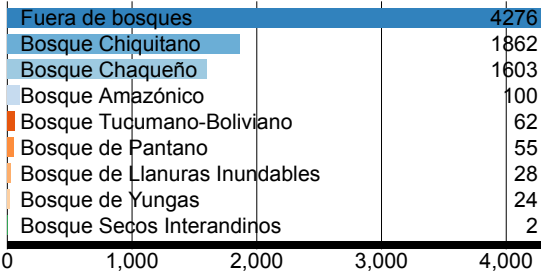 Fuera de bosques 4276
Bosque Chiquitano 1862
Bosque Chaqueño 1603
Bosque Amazónico 100
Bosque Tucumano-Boliviano 62
Bosque de Pantano 55
Bosque de Llanuras Inundables 28
Bosque de Yungas 24
Bosque Secos Interandinos 2
0 1,000 2,000 3,000 4,000